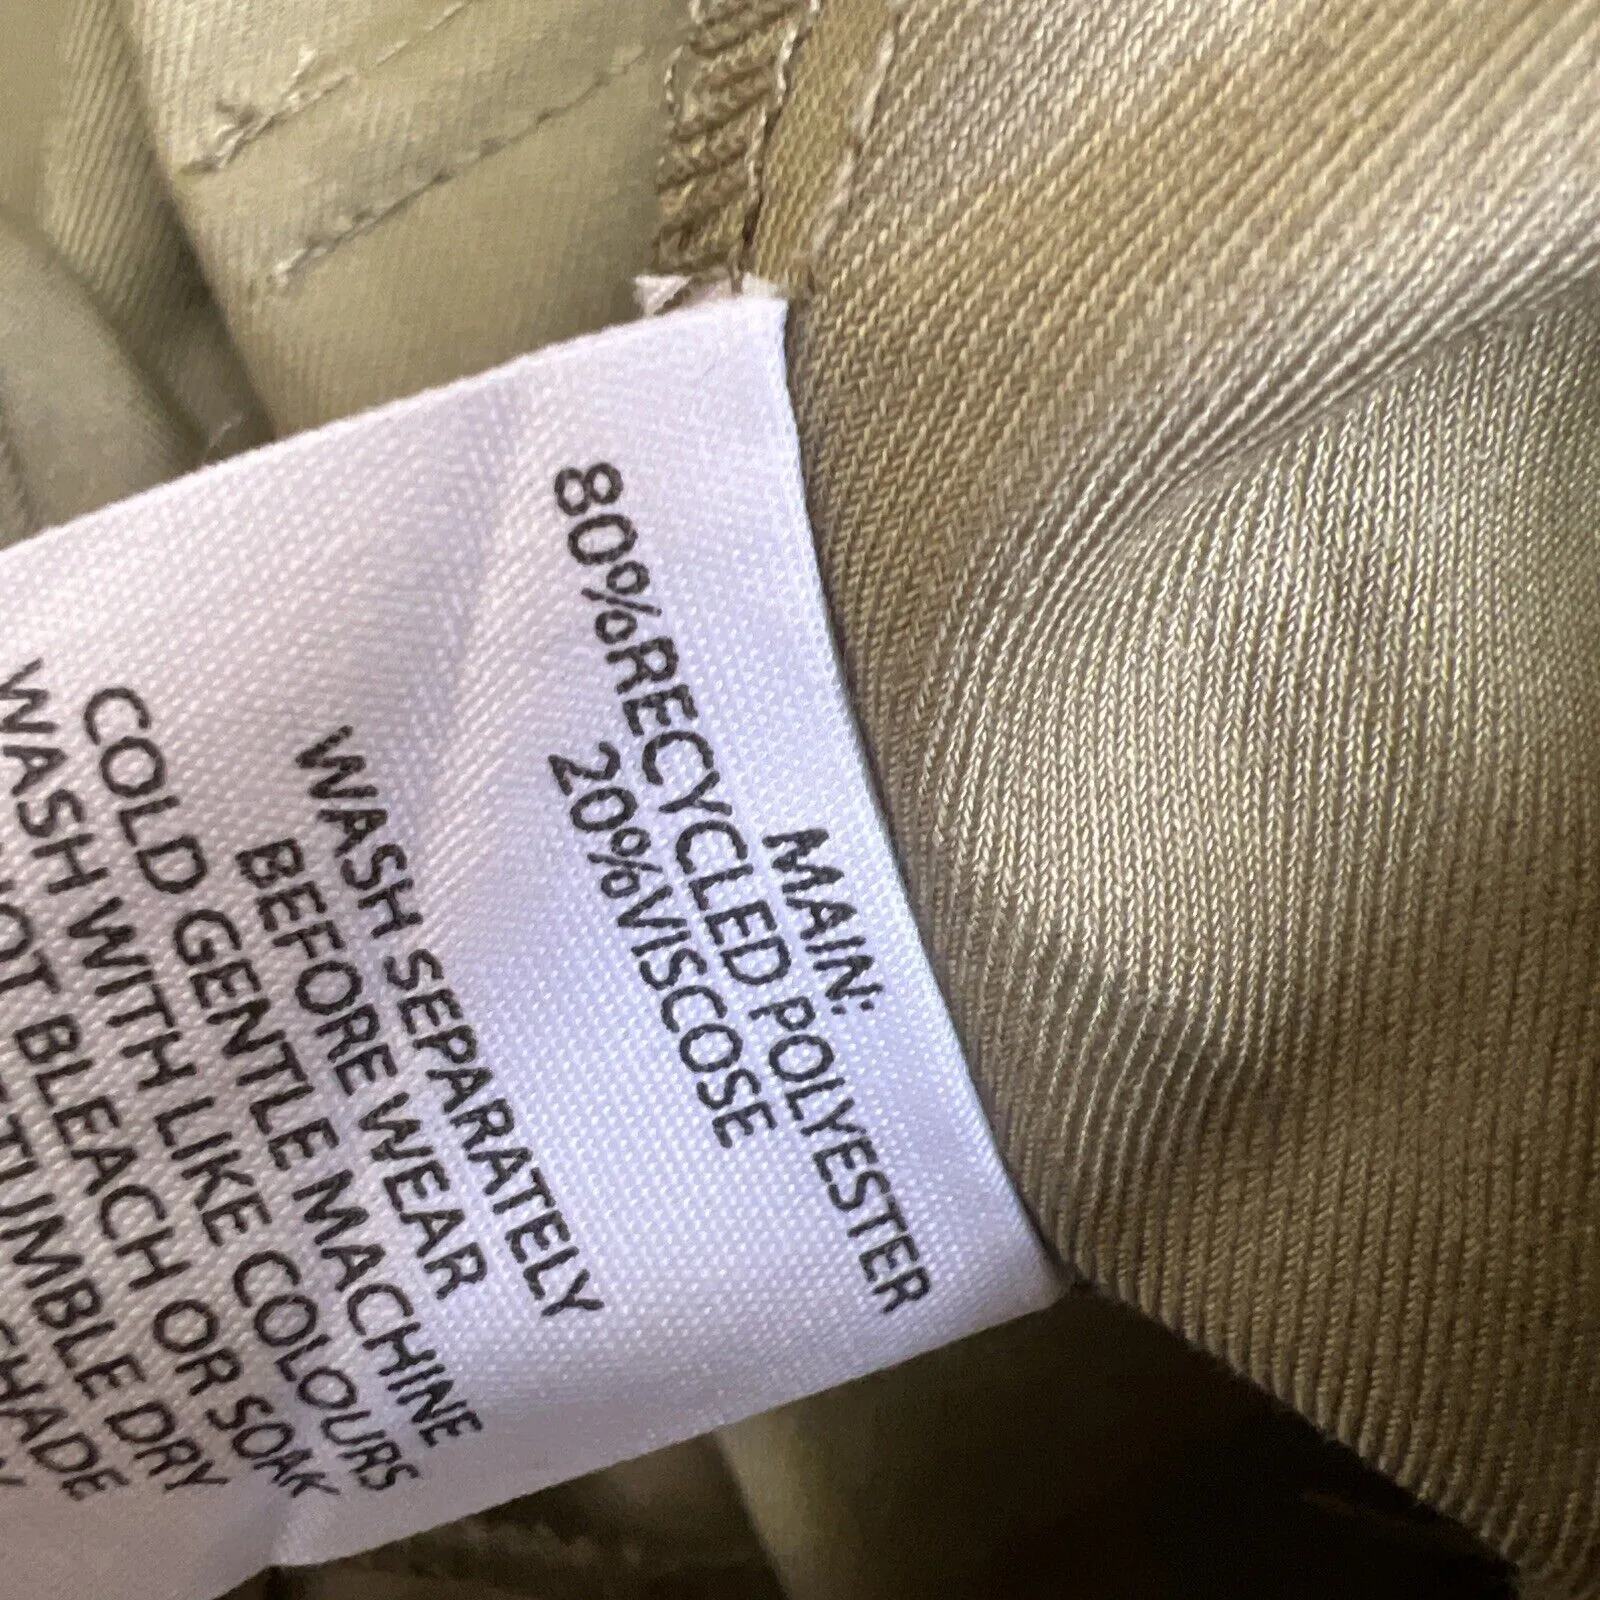 MAIN:
80%RECYCLED POLYESTER
20%VISCOSE
WASH SEPARATELY
BEFORE WEAR
COLD GENTLE MACHINE
WASH WITH LIKE COLOURS
BLEACH OR SOAK
TUMBLE DRY
SHADE